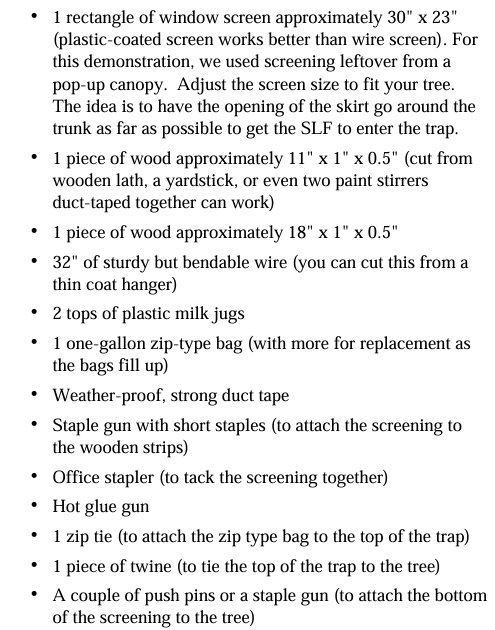 • 1 rectangle of window screen approximately 30" x 23"
(plastic-coated screen works better than wire screen). For
this demonstration, we used screening leftover from a
pop-up canopy.  Adjust the screen size to fit your tree.
The idea is to have the opening of the skirt go around the
trunk as far as possible to get the SLF to enter the trap.
• 1 piece of wood approximately 11" x 1" x 0.5" (cut from
wooden lath, a yardstick, or even two paint stirrers
duct-taped together can work)
• 1 piece of wood approximately 18" x 1" x 0.5"
• 32" of sturdy but bendable wire (you can cut this from a
thin coat hanger)
• 2 tops of plastic milk jugs
• 1 one-gallon zip-type bag (with more for replacement as
the bags fill up)
• Weather-proof, strong duct tape
• Staple gun with short staples (to attach the screening to
the wooden strips)
• Office stapler (to tack the screening together)
• Hot glue gun
• 1 zip tie (to attach the zip type bag to the top of the trap)
• 1 piece of twine (to tie the top of the trap to the tree)
• A couple of push pins or a staple gun (to attach the bottom
of the screening to the tree)